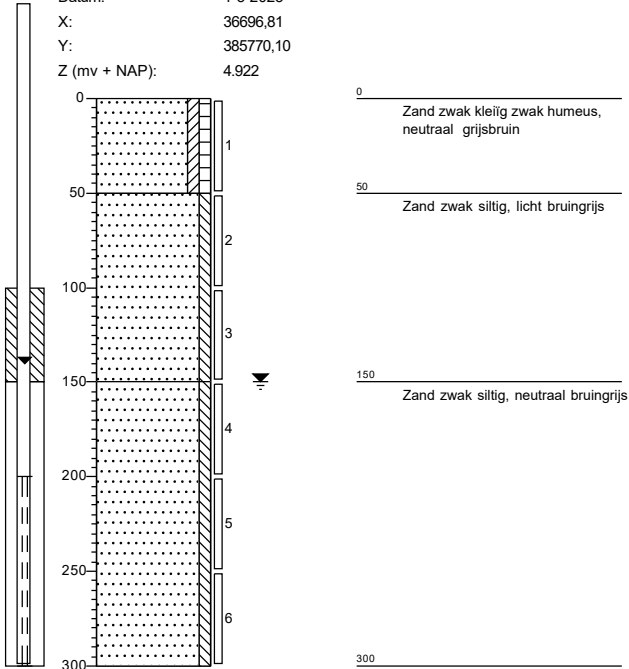 X: 36696,81
Y: 385770,10
Z (mv + NAP): 4.922
0
0
Zand zwak kleiïg zwak humeus,
neutraal grijsbruin
1
50
50
Zand zwak siltig, licht bruingrijs
2
100
3
150
150
Zand zwak siltig, neutraal bruingrijs
4
200
5
250
6
300
300